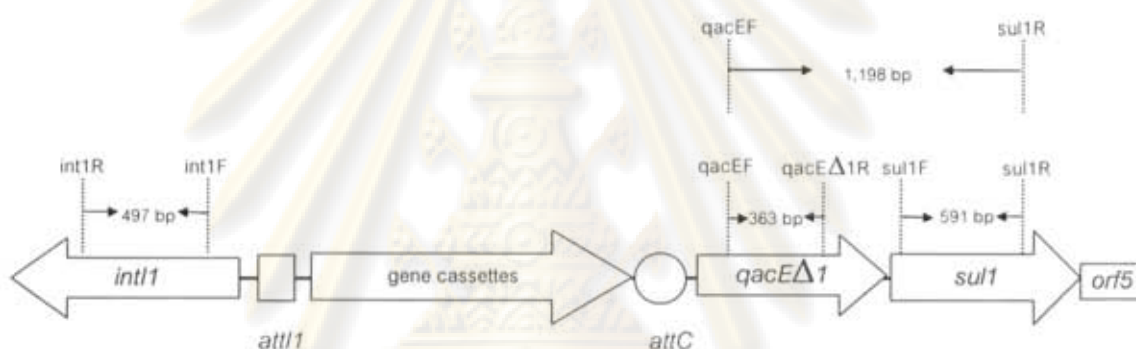 qacEF sul1R
1,198 bp
int1R int1F qacEF qacEΔ1R sul1F sul1R
497 bp 363 bp 591 bp
intI1 gene cassettes qacEΔ1 sul1 orf5
attI1 attC